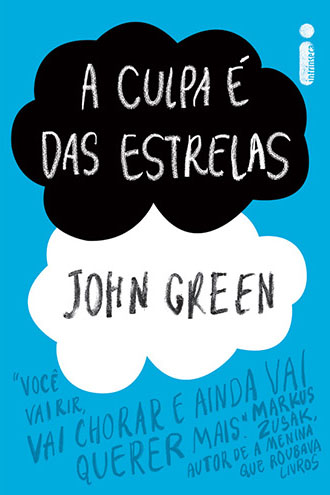 intrínseca
A CULPA É
DAS ESTRELAS
JOHN GREEN
"VOCÊ
VAI RIR,
VAI CHORAR E AINDA VAI
QUERER MAIS." MARKUS
ZUSAK,
AUTOR DE A MENINA
QUE ROUBAVA
LIVROS